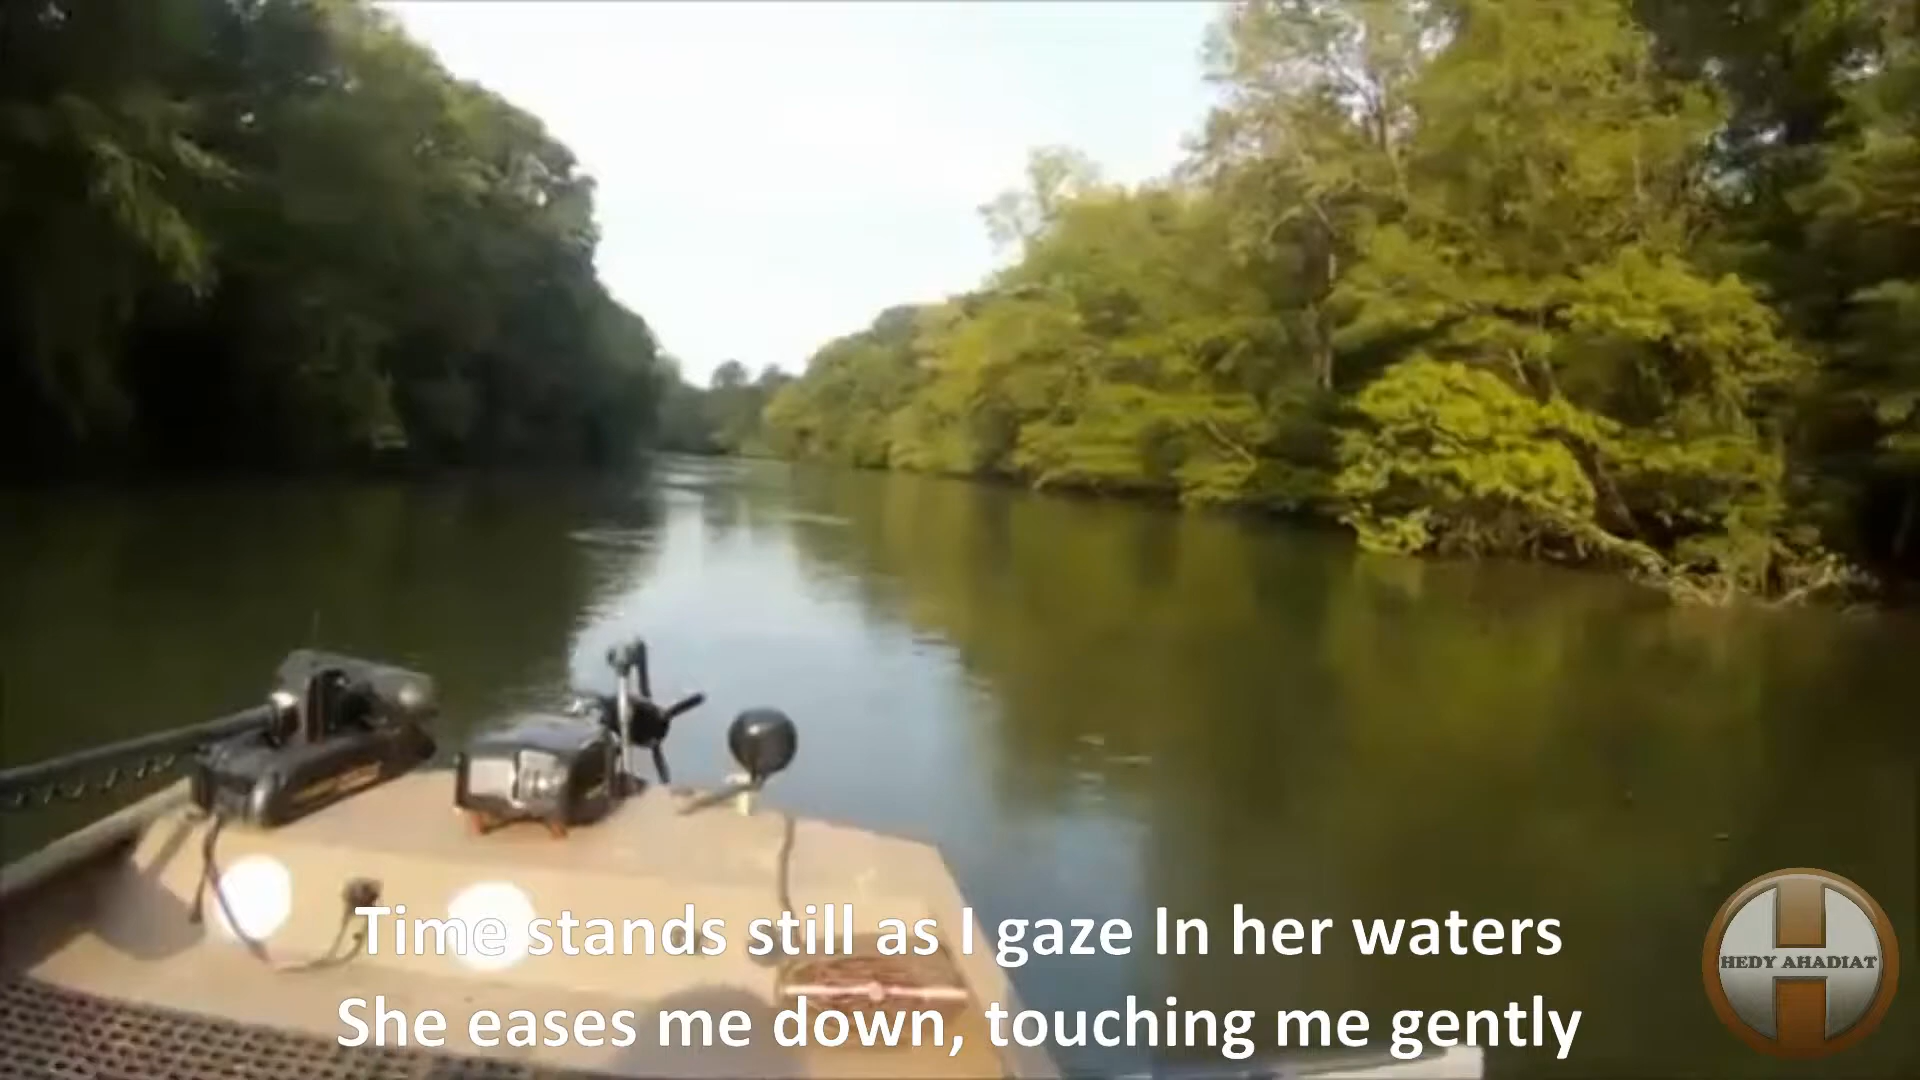 Time stands still as I gaze In her waters
She eases me down, touching me gently
HEDY AHADIAT